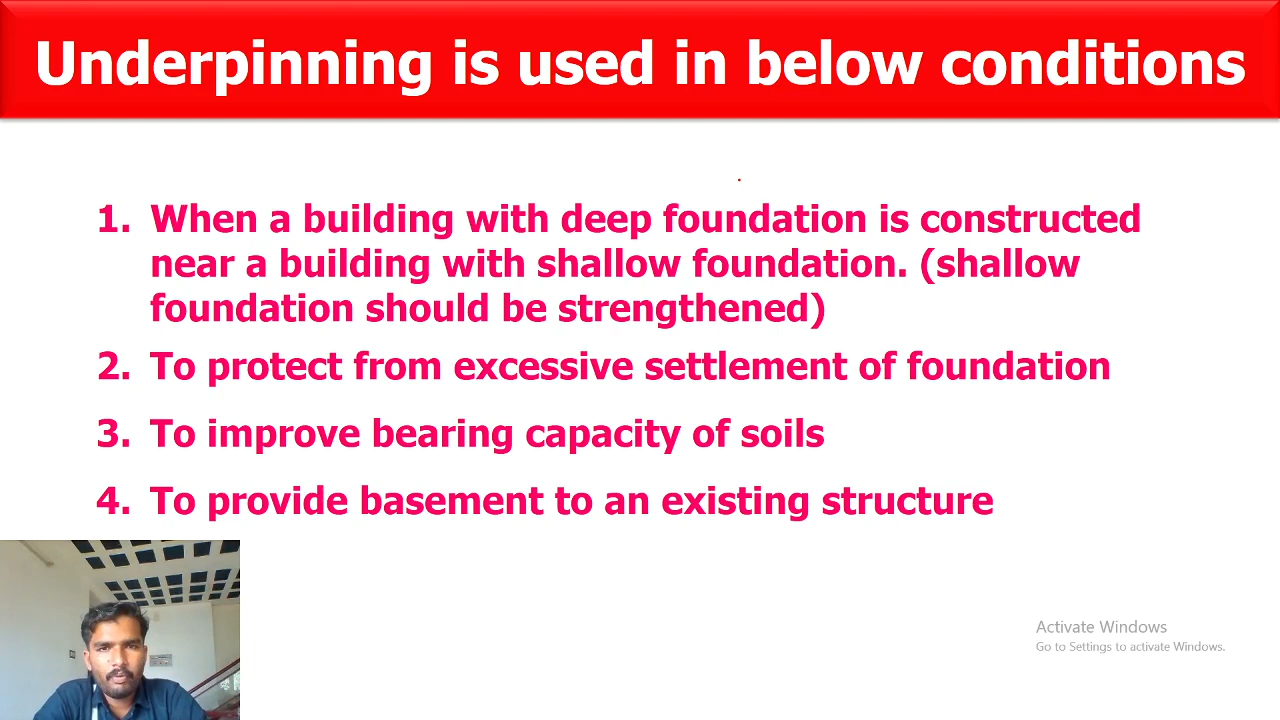 Underpinning is used in below conditions
1. When a building with deep foundation is constructed
near a building with shallow foundation. (shallow
foundation should be strengthened)
2. To protect from excessive settlement of foundation
3. To improve bearing capacity of soils
4. To provide basement to an existing structure
Activate Windows
Go to Settings to activate Windows.